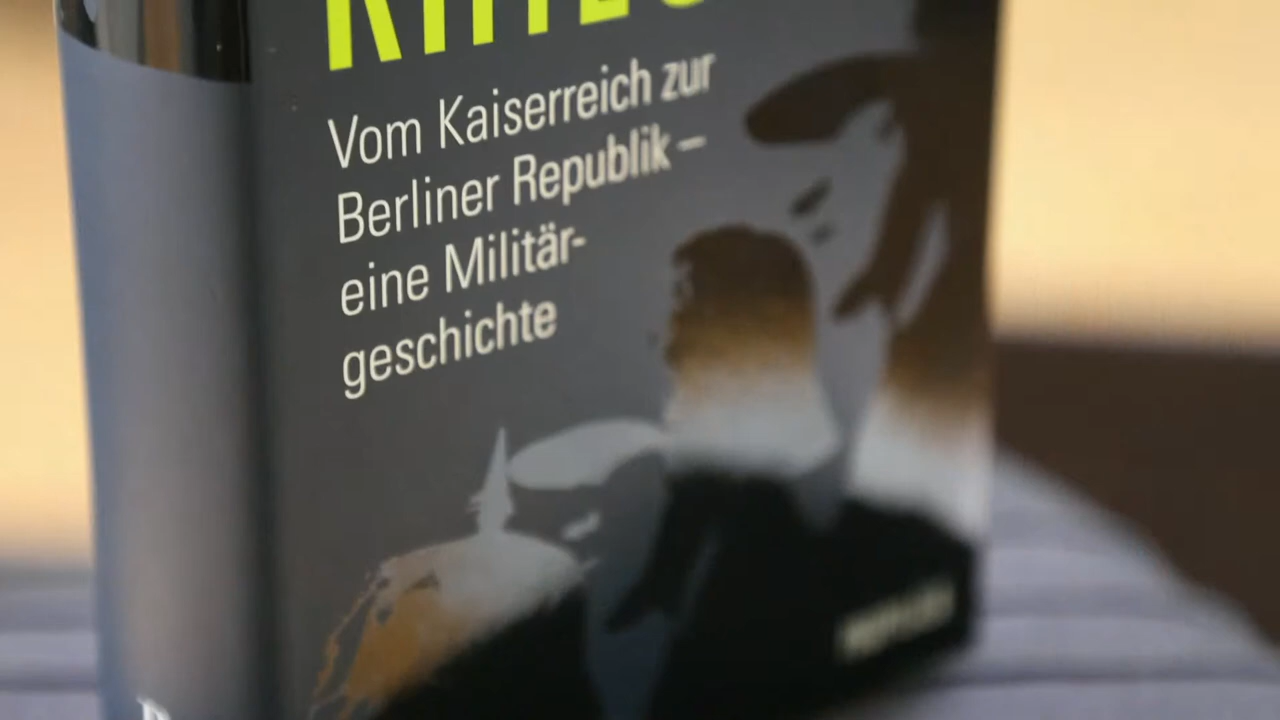 Vom Kaiserreich zur
Berliner Republik –
eine Militär-
geschichte